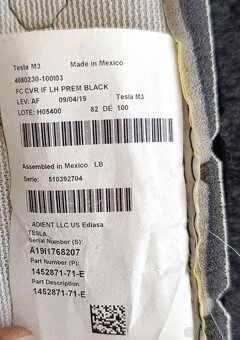 Tesla M3 Made in Mexico
4080230-100I03
FC CVR IF LH PREM BLACK
LEV: AF 09/04/19 Tesla M3
LOTE: H05400 82 DE 100
Assembled in Mexico LB
Serie: 510392704
ADIENT LLC US Ediasa
TESLA
Serial Number (S):
A19I1768207
Part Number (P):
1452871-71-E
Part Description
1452871-71-E